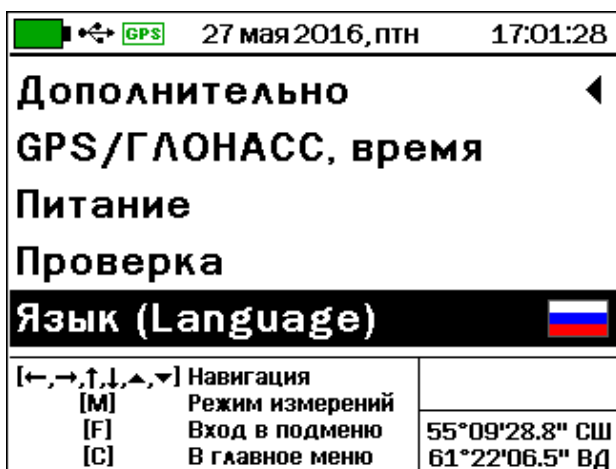 GPS 27 мая 2016, птн 17:01:28
Дополнительно
GPS/ГЛОНАСС, время
Питание
Проверка
Язык (Language)
[←,→,↑,↓,▲,▼] Навигация
[M] Режим измерений
[F] Вход в подменю
[C] В главное меню
55°09'28.8" СШ
61°22'06.5" ВД